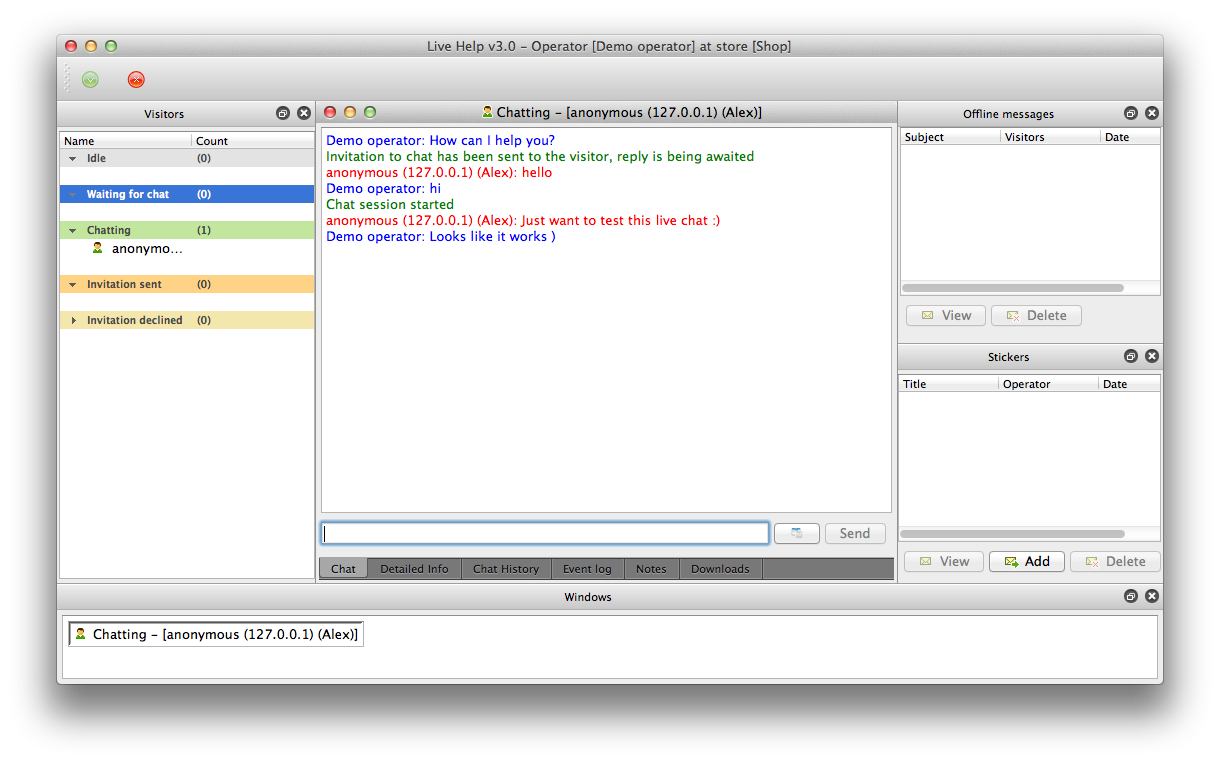 Live Help v3.0 – Operator [Demo operator] at store [Shop]
Visitors
Name Count
Idle (0)
Waiting for chat (0)
Chatting (1)
anonymo...
Invitation sent (0)
Invitation declined (0)
Chatting – [anonymous (127.0.0.1) (Alex)]
Demo operator: How can I help you?
Invitation to chat has been sent to the visitor, reply is being awaited
anonymous (127.0.0.1) (Alex): hello
Demo operator: hi
Chat session started
anonymous (127.0.0.1) (Alex): Just want to test this live chat :)
Demo operator: Looks like it works )
Send
Chat Detailed Info Chat History Event log Notes Downloads
Offline messages
Subject Visitors Date
View Delete
Stickers
Title Operator Date
View Add Delete
Windows
Chatting – [anonymous (127.0.0.1) (Alex)]